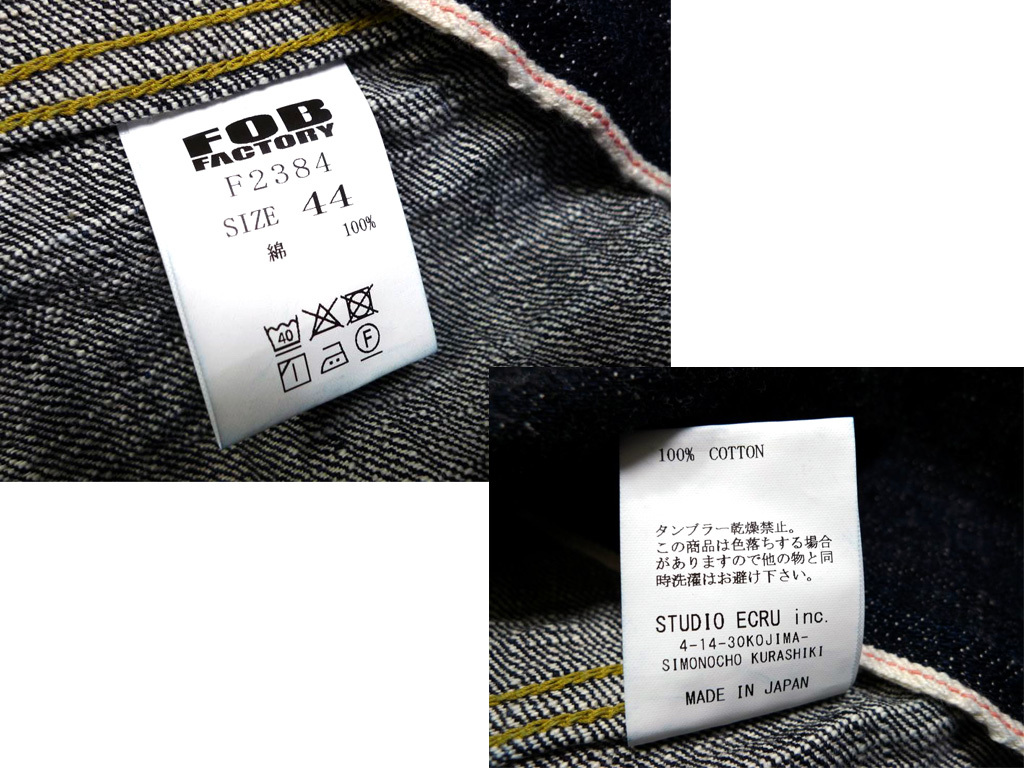 FOB
FACTORY
F2384
SIZE 44
綿 100%
40
F
100% COTTON
タンブラー乾燥禁止。
この商品は色落ちする場合
がありますので他の物と同
時洗濯はお避け下さい。
STUDIO ECRU inc.
4-14-30KOJIMA-
SIMONOCHO KURASHIKI
MADE IN JAPAN